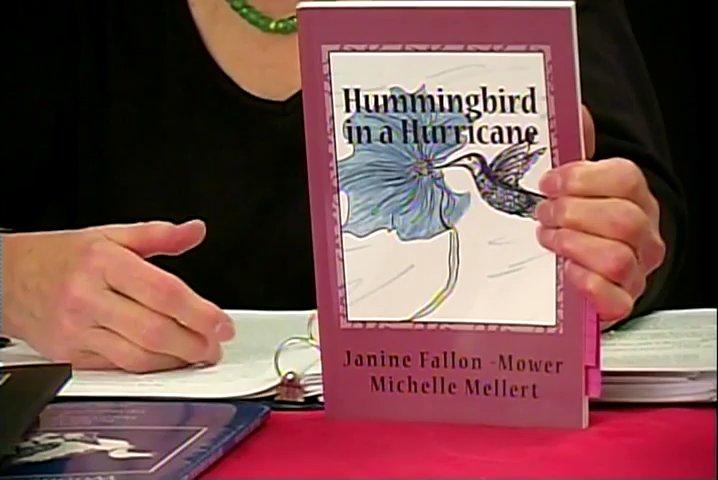 Hummingbird
in a Hurricane
Janine Fallon -Mower
Michelle Mellert